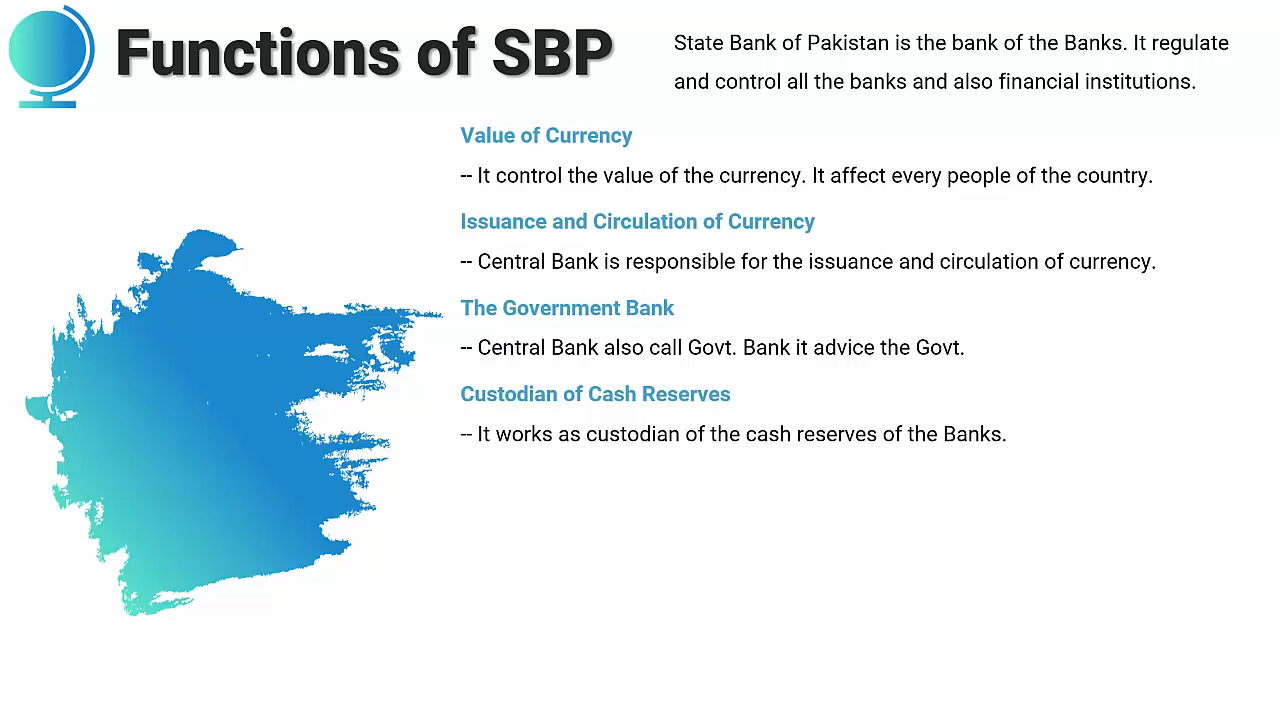 Functions of SBP
State Bank of Pakistan is the bank of the Banks. It regulate
and control all the banks and also financial institutions.
Value of Currency
-- It control the value of the currency. It affect every people of the country.
Issuance and Circulation of Currency
-- Central Bank is responsible for the issuance and circulation of currency.
The Government Bank
-- Central Bank also call Govt. Bank it advice the Govt.
Custodian of Cash Reserves
-- It works as custodian of the cash reserves of the Banks.